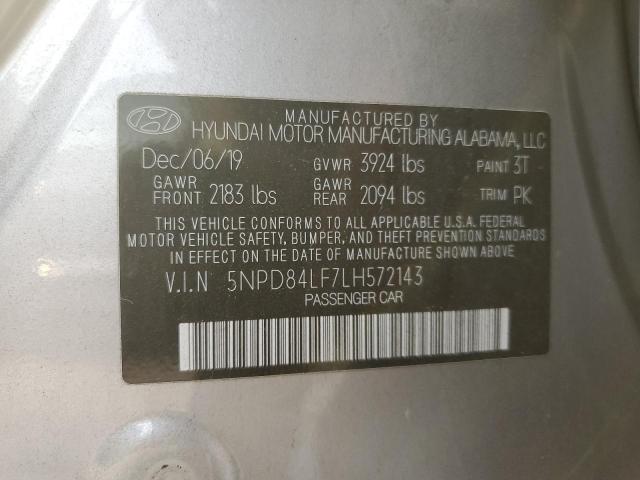 MANUFACTURED BY
HYUNDAI MOTOR MANUFACTURING ALABAMA, LLC
Dec/06/19 GVWR 3924 lbs PAINT 3T
GAWR FRONT 2183 lbs GAWR REAR 2094 lbs TRIM PK
THIS VEHICLE CONFORMS TO ALL APPLICABLE U.S.A. FEDERAL
MOTOR VEHICLE SAFETY, BUMPER, AND THEFT PREVENTION
STANDARDS IN EFFECT ON THE DATE OF MANUFACTURE SHOWN ABOVE
V.I.N 5NPD84LF7LH572143
PASSENGER CAR